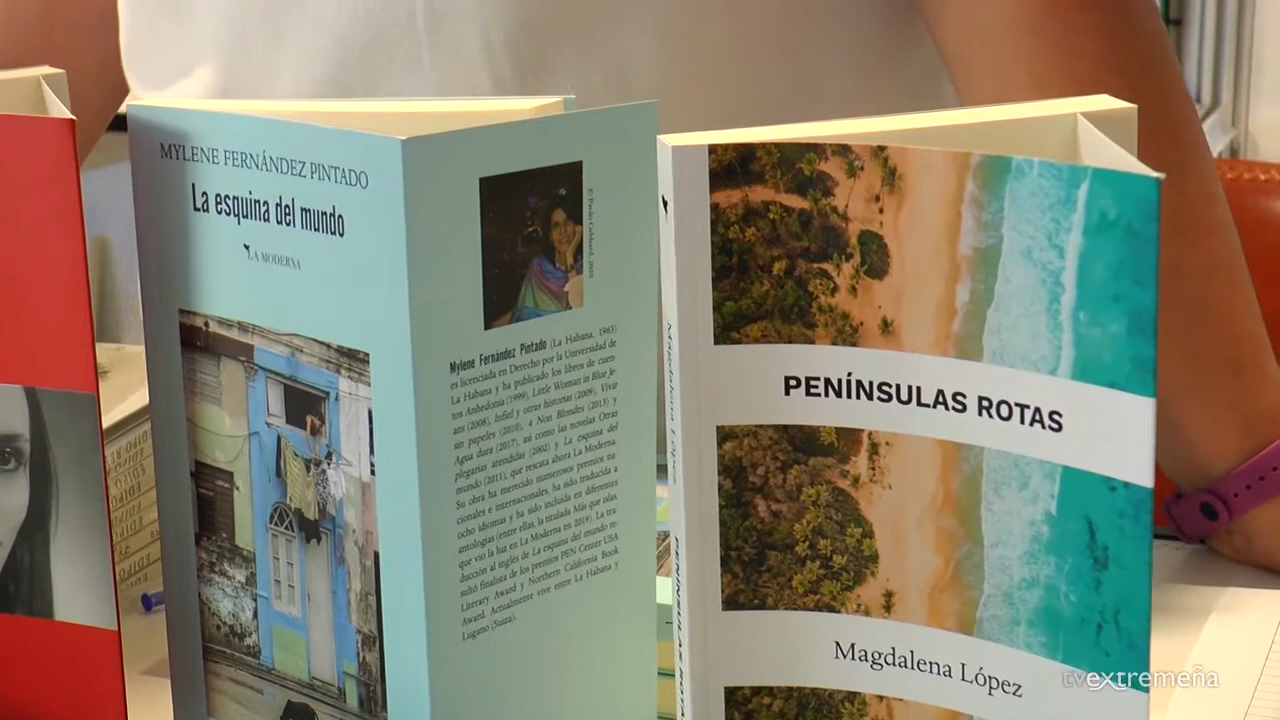 MYLENE FERNÁNDEZ PINTADO
La esquina del mundo
LA MODERNA
© Paolo Gabbard, 2020
Mylene Fernández Pintado (La Habana, 1963)
es licenciada en Derecho por la Universidad de
La Habana y ha publicado los libros de cuen-
tos Anhedonia (1999), Little Woman in Blue Je-
ans (2008), Infiel y otras historias (2009), Vivir
sin papeles (2010), 4 Non Blondes (2013) y
Agua dura (2017), así como las novelas Otras
plegarias atendidas (2002) y La esquina del
mundo (2011), que rescata ahora La Moderna.
Su obra ha merecido numerosos premios na-
cionales e internacionales, ha sido traducida a
ocho idiomas y ha sido incluida en diferentes
antologías (entre ellas, la titulada Más que islas,
que vio la luz en La Moderna en 2019). La tra-
ducción al inglés de La esquina del mundo re-
sultó finalista de los premios PEN Center USA
Literary Award y Northern California Book
Award. Actualmente vive entre La Habana y
Lugano (Suiza).
Magdalena López
PENÍNSULAS ROTAS
PENÍNSULAS ROTAS
Magdalena López
tvextremeña